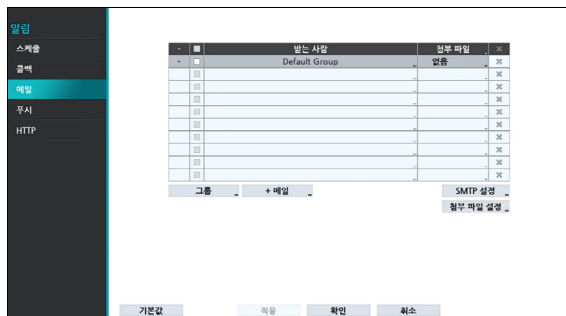 알림
스케줄
콜백
메일
푸시
HTTP
- 받는 사람 첨부 파일
- Default Group 없음
그룹 + 메일 SMTP 설정
첨부 파일 설정
기본값 적용 확인 취소